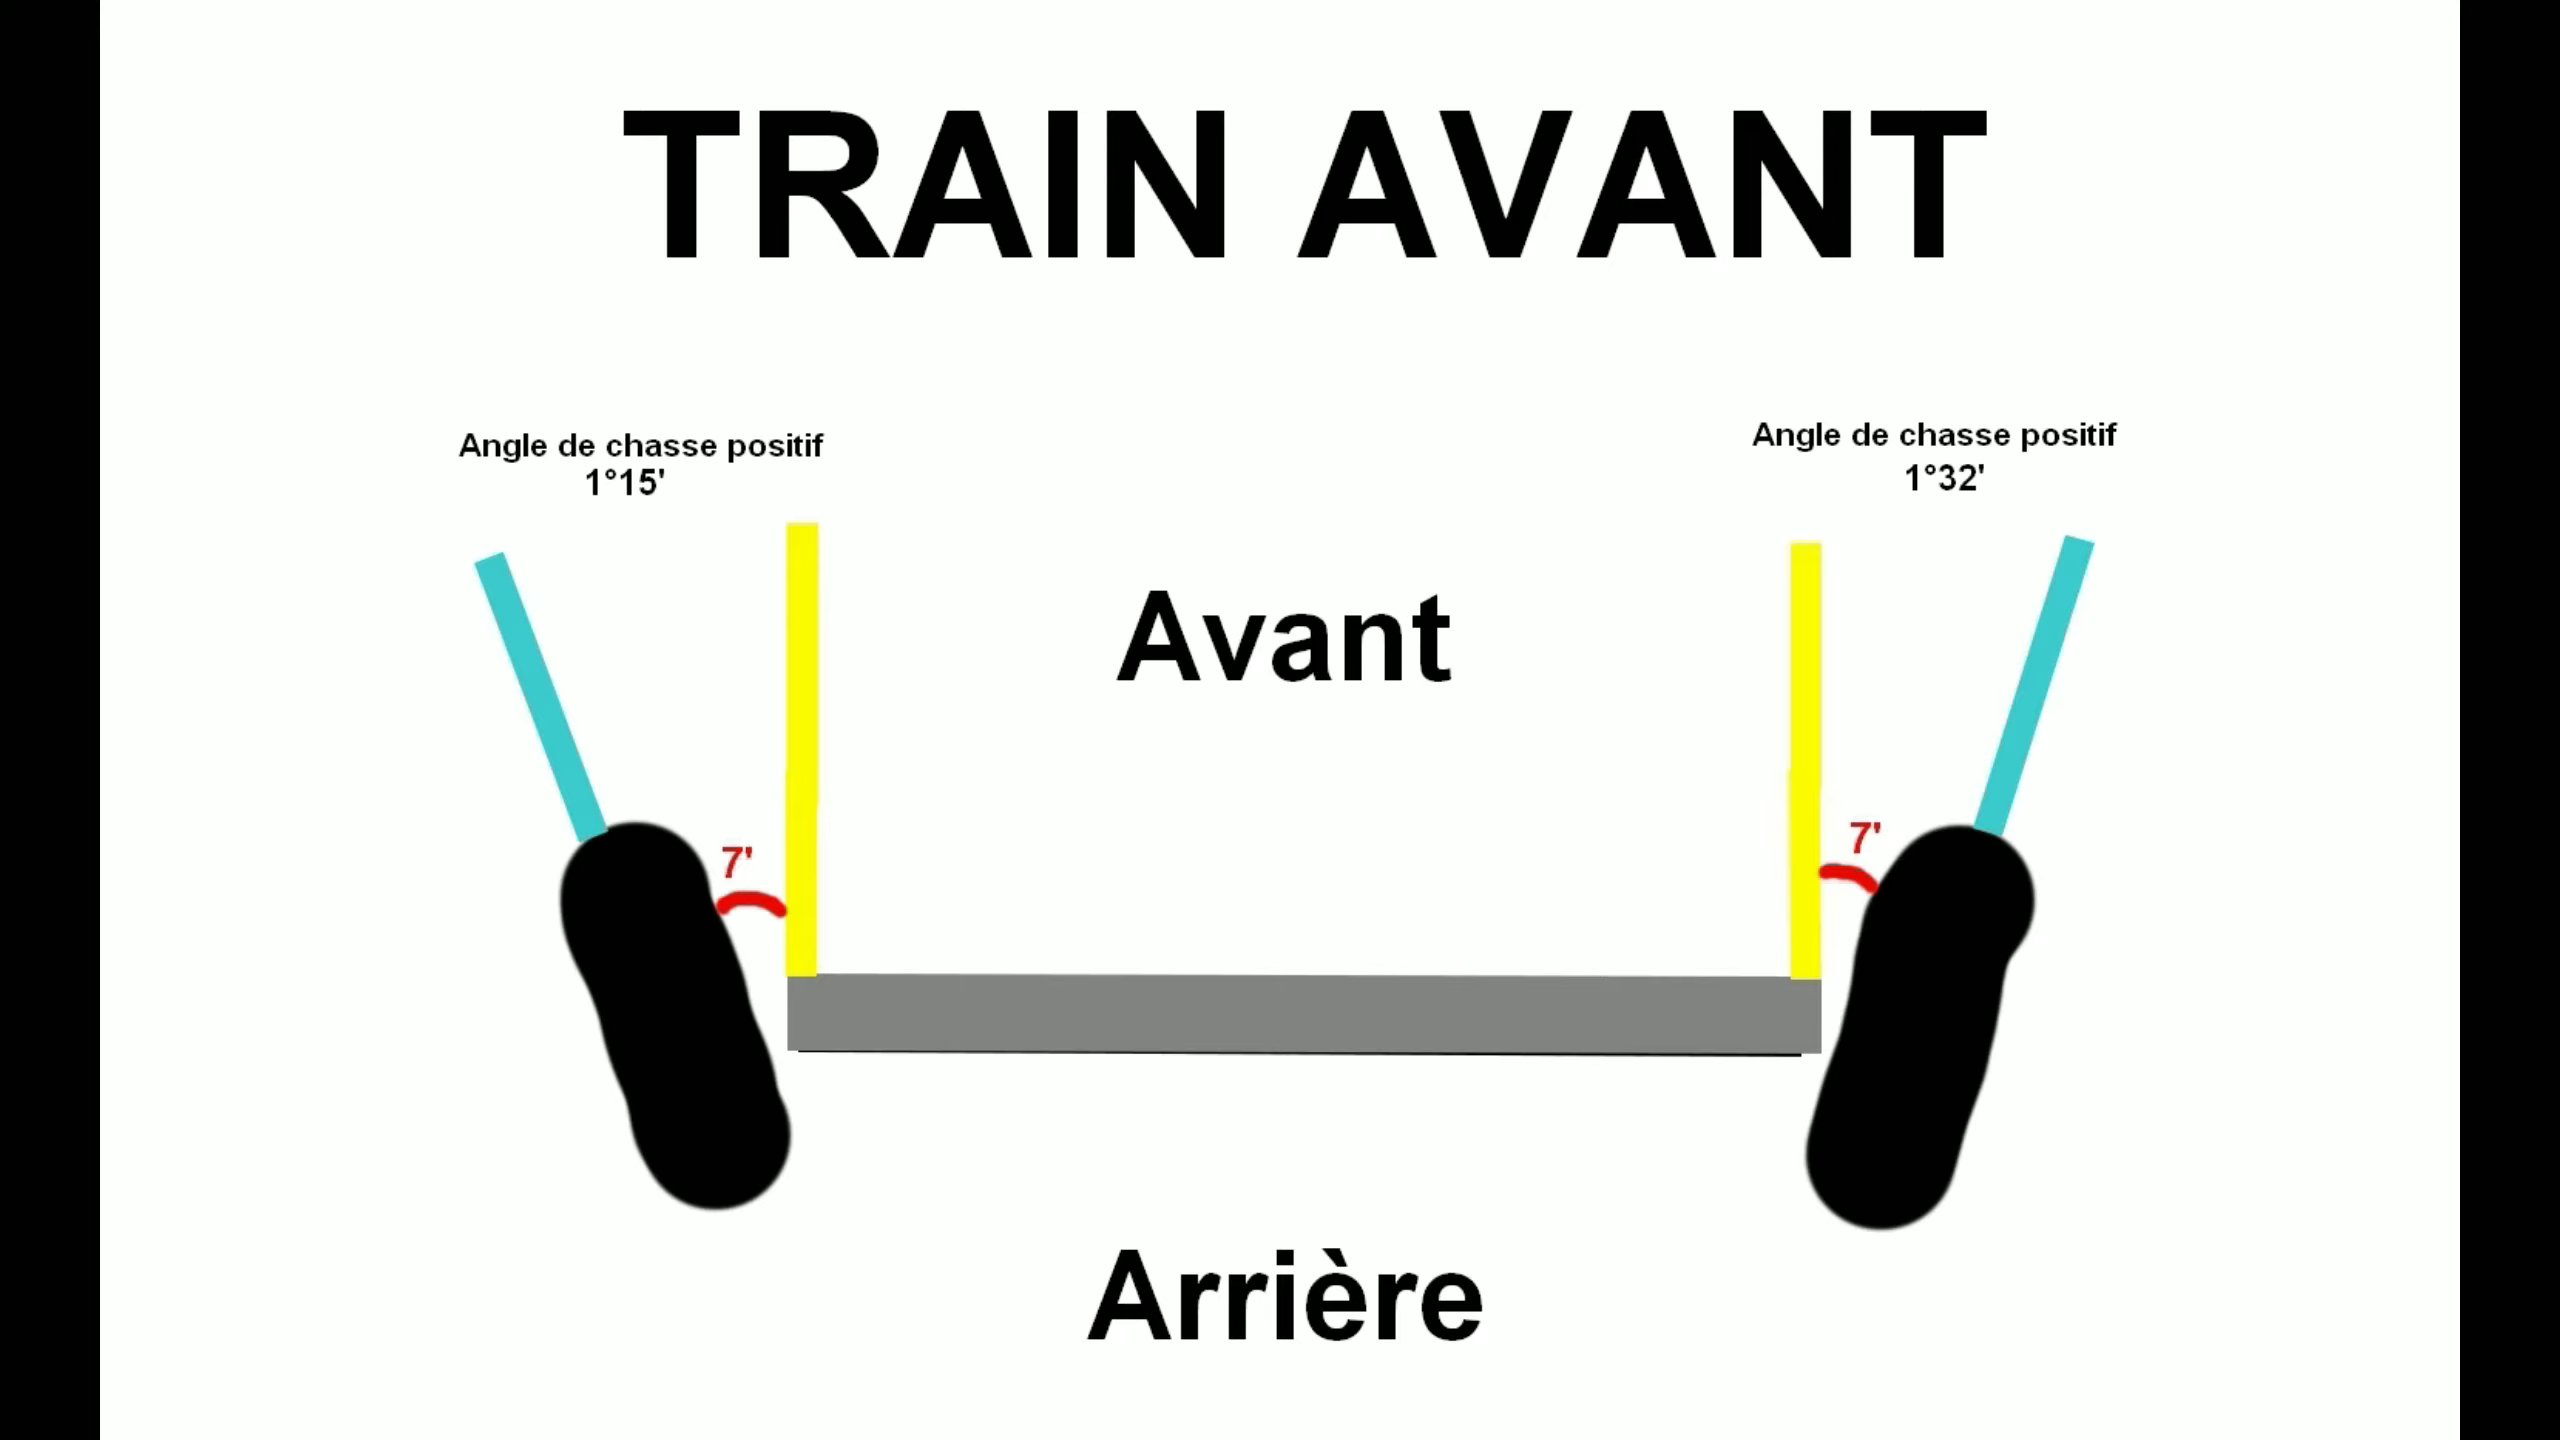 TRAIN AVANT
Angle de chasse positif
1°15'
Angle de chasse positif
1°32'
Avant
7'
7'
Arrière